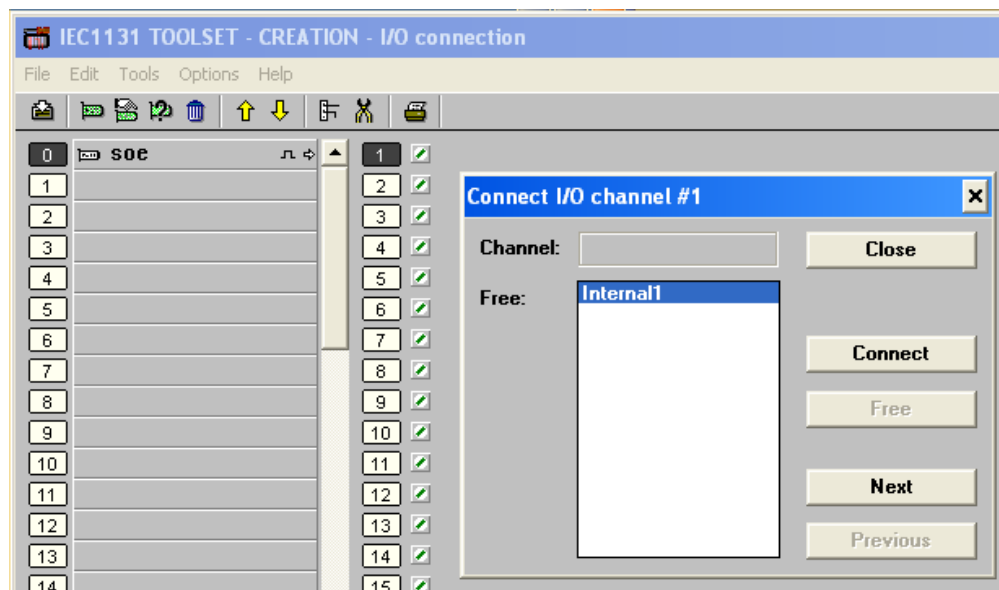 IEC1131 TOOLSET - CREATION - I/O connection
File Edit Tools Options Help
0 soe 1
1 2
2 3
3 4
4 5
5 6
6 7
7 8
8 9
9 10
10 11
11 12
12 13
13 14
14 15
Connect I/O channel #1
Channel: Close
Free: Internal1
Connect
Free
Next
Previous